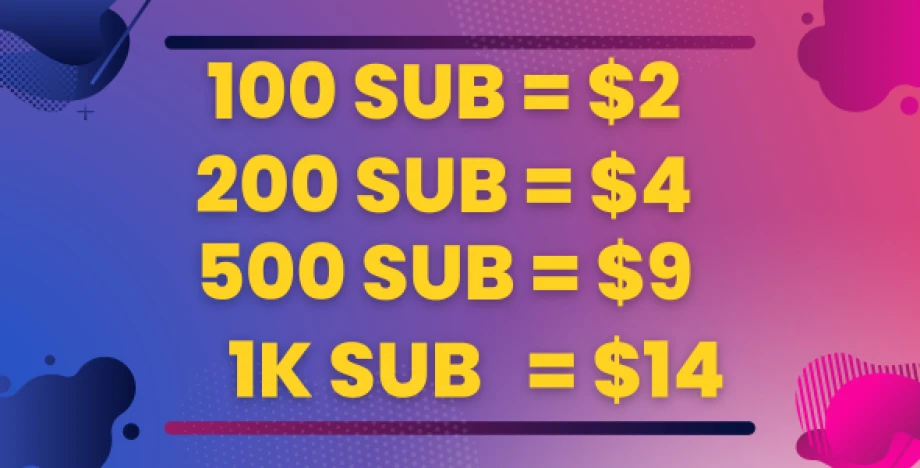 100 SUB = $2
200 SUB = $4
500 SUB = $9
1K SUB = $14